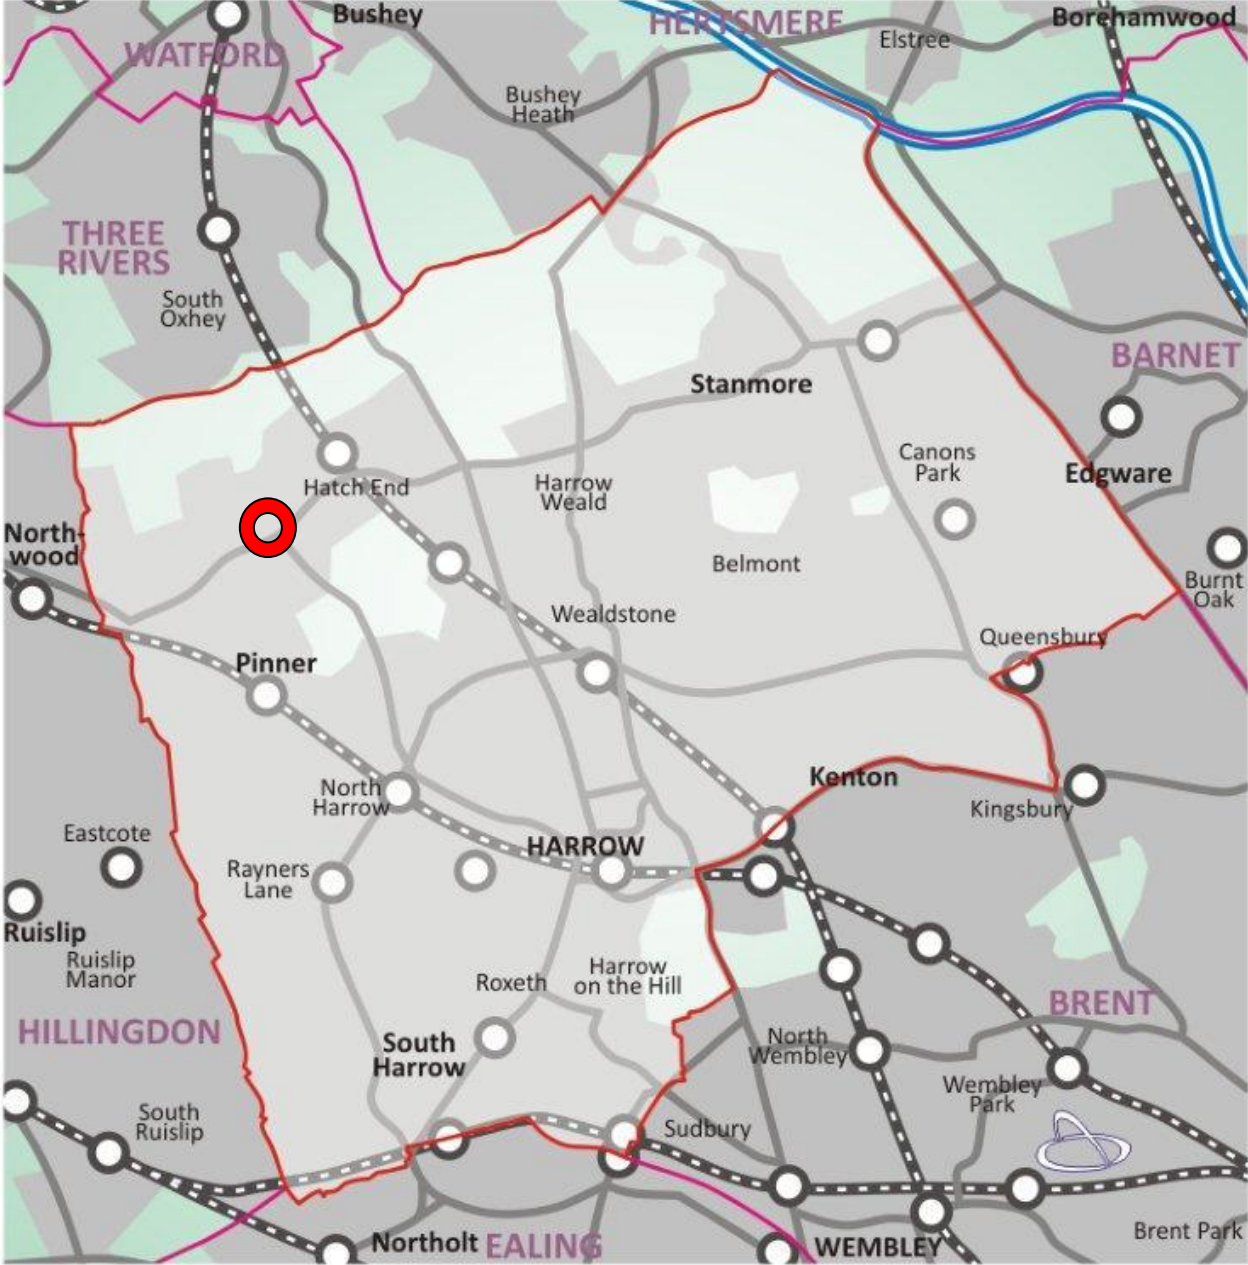 Bushey
HERTSMERE
Borehamwood
WATFORD
Elstree
Bushey
Heath
THREE
RIVERS
South
Oxhey
BARNET
Stanmore
Canons
Park
Edgware
Hatch End
Harrow
Weald
North-
wood
Belmont
Burnt
Oak
Wealdstone
Queensbury
Pinner
Kenton
North
Harrow
Kingsbury
Eastcote
HARROW
Rayners
Lane
Ruislip
Ruislip
Manor
Roxeth
Harrow
on the Hill
BRENT
HILLINGDON
South
Harrow
North
Wembley
Wembley
Park
South
Ruislip
Sudbury
Brent Park
Northolt
EALING
WEMBLEY